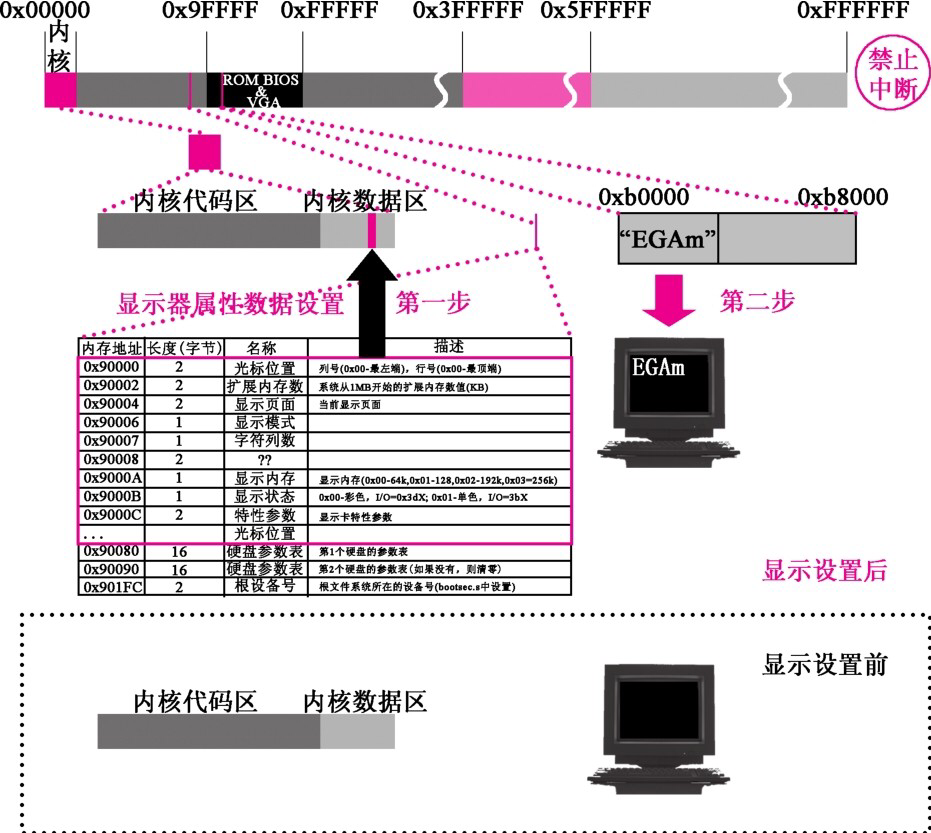 0x00000 0x9FFFF 0xFFFFF 0x3FFFFF 0x5FFFFF 0xFFFFFF
内核
ROM BIOS
&
VGA
禁止
中断
内核代码区 内核数据区 0xb0000 0xb8000
“EGAm”
显示器属性数据设置 第一步 第二步
内存地址 长度(字节) 名称 描述
0x90000 2 光标位置 列号(0x00-最左端)，行号(0x00-最顶端)
0x90002 2 扩展内存数 系统从1MB开始的扩展内存数值(KB)
0x90004 2 显示页面 当前显示页面
0x90006 1 显示模式
0x90007 1 字符列数
0x90008 2 ??
0x9000A 1 显示内存 显示内存(0x00-64k,0x01-128,0x02-192k,0x03=256k)
0x9000B 1 显示状态 0x00-彩色，I/O=0x3dX; 0x01-单色，I/O=3bX
0x9000C 2 特性参数 显示卡特性参数
... 光标位置
0x90080 16 硬盘参数表 第1个硬盘的参数表
0x90090 16 硬盘参数表 第2个硬盘的参数表(如果没有，则清零)
0x901FC 2 根设备号 根文件系统所在的设备号(bootsec.s中设置)
EGAm
显示设置后
显示设置前
内核代码区 内核数据区